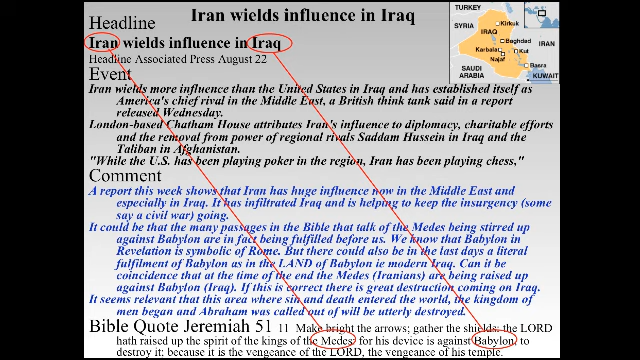 Iran wields influence in Iraq
Headline
Iran wields influence in Iraq
Headline Associated Press August 22
Event
Iran wields more influence than the United States in Iraq and has established itself as
America's chief rival in the Middle East, a British think tank said in a report
released Wednesday.
London-based Chatham House attributes Iran's influence to diplomacy, charitable efforts
and the removal from power of regional rivals Saddam Hussein in Iraq and the
Taliban in Afghanistan.
"While the U.S. has been playing poker in the region, Iran has been playing chess,"
Comment
A report this week shows that Iran has huge influence now in the Middle East and
especially in Iraq. It has infiltrated Iraq and is helping to keep the insurgency (some
say a civil war) going.
It could be that the many passages in the Bible that talk of the Medes being stirred up
against Babylon are in fact being fulfilled before us. We know that Babylon in
Revelation is symbolic of Rome. But there could also be in the last days a literal
fulfilment of Babylon as in the LAND of Babylon ie modern Iraq. Can it be
coincidence that at the time of the end the Medes (Iranians) are being raised up
against Babylon (Iraq). If this is correct there is great destruction coming on Iraq.
It seems relevant that this area where sin and death entered the world, the kingdom of
men began and Abraham was called out of will be utterly destroyed.
Bible Quote Jeremiah 51 11 Make bright the arrows; gather the shields: the LORD
hath raised up the spirit of the kings of the Medes: for his device is against Babylon, to
destroy it; because it is the vengeance of the LORD, the vengeance of his temple.
TURKEY
SYRIA
Kirkuk
IRAQ
Baghdad
IRAN
Karbala
Kut
Najaf
Basra
SAUDI
ARABIA
KUWAIT